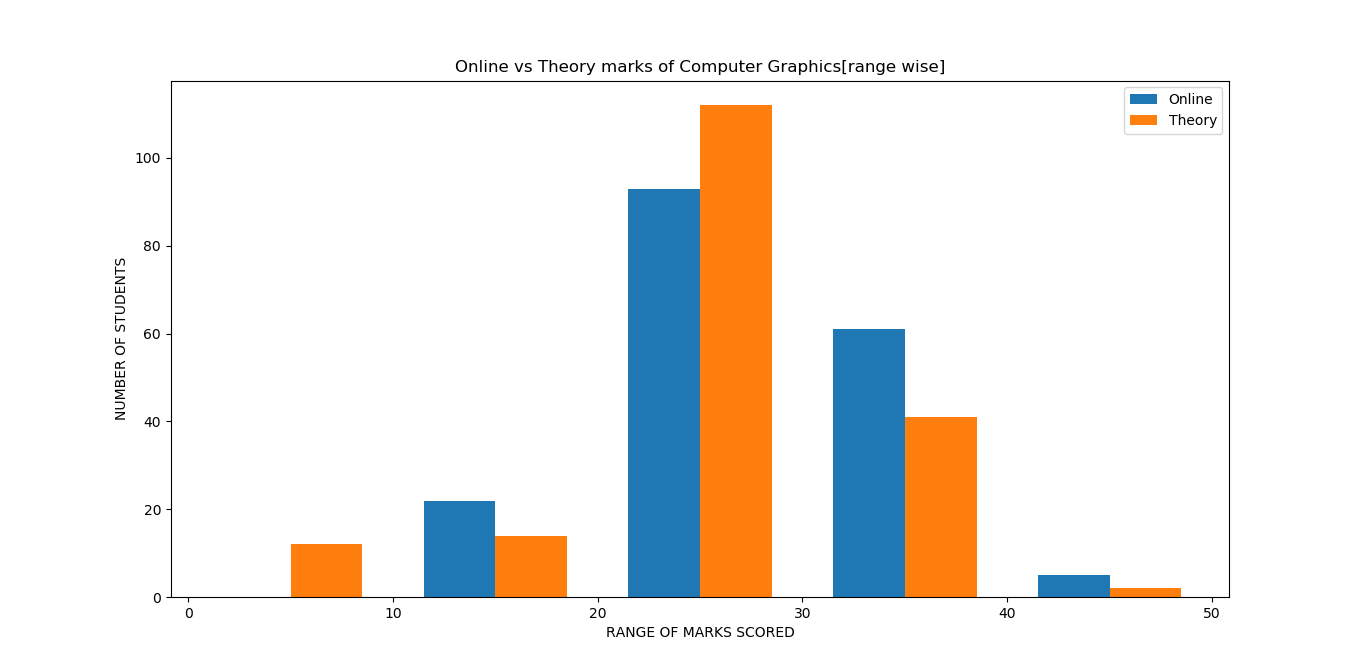 Online vs Theory marks of Computer Graphics[range wise]
Online
Theory
NUMBER OF STUDENTS
100
80
60
40
20
0
0 10 20 30 40 50
RANGE OF MARKS SCORED